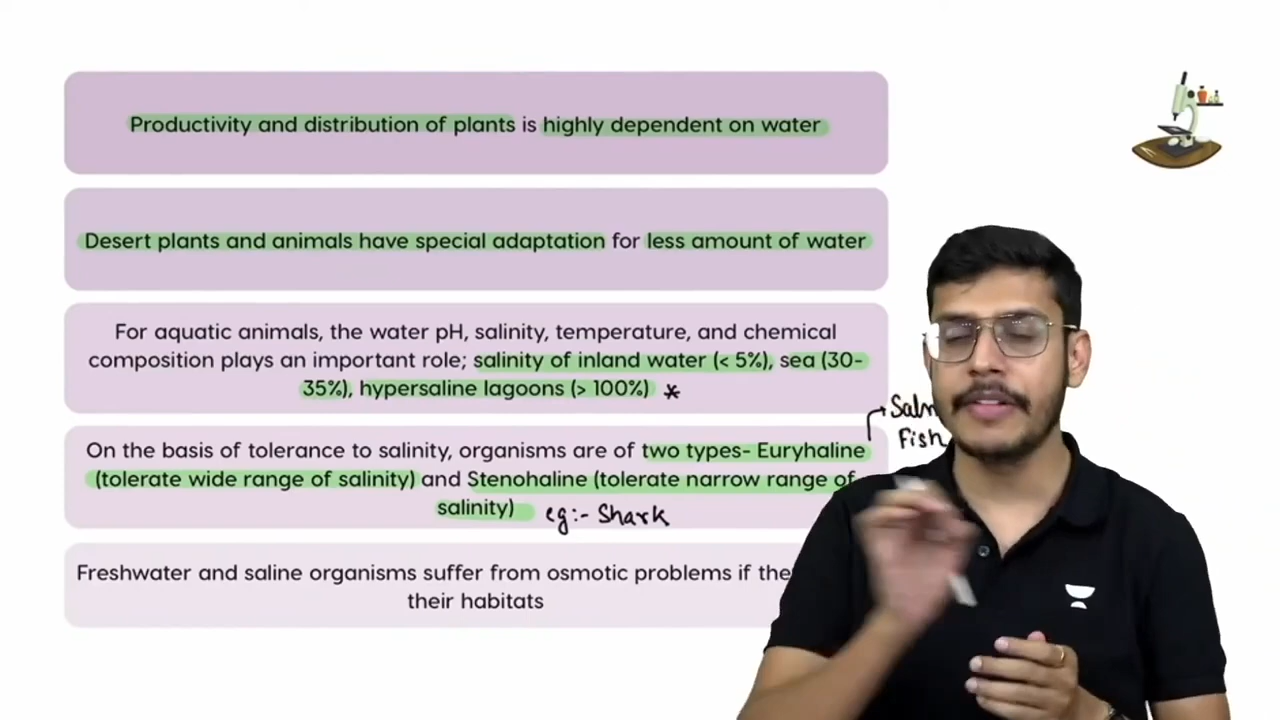 Productivity and distribution of plants is highly dependent on water
Desert plants and animals have special adaptation for less amount of water
For aquatic animals, the water pH, salinity, temperature, and chemical
composition plays an important role; salinity of inland water (< 5%), sea (30-
35%), hypersaline lagoons (> 100%) *
On the basis of tolerance to salinity, organisms are of two types- Euryhaline
(tolerate wide range of salinity) and Stenohaline (tolerate narrow range of
salinity) eg:- Shark
Fish
Freshwater and saline organisms suffer from osmotic problems if
their habitats